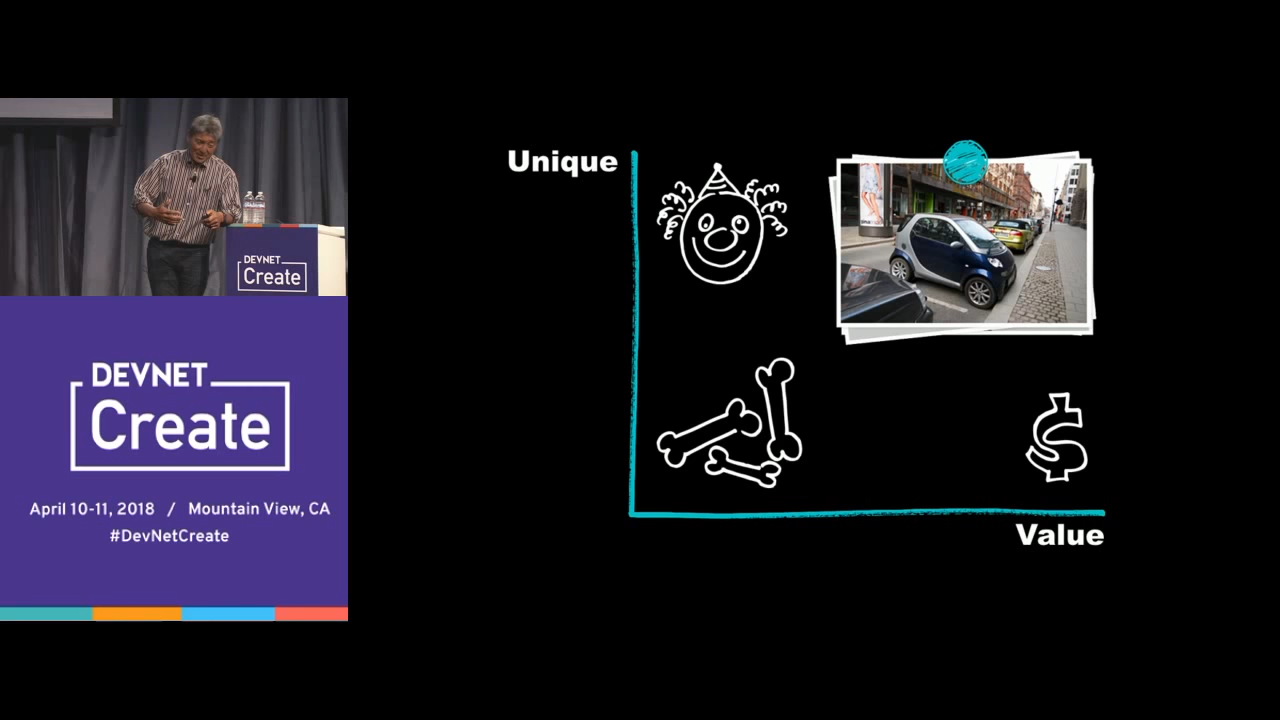 DEVNET
Create
DEVNET
Create
April 10-11, 2018 / Mountain View, CA
#DevNetCreate
Unique
$
Value